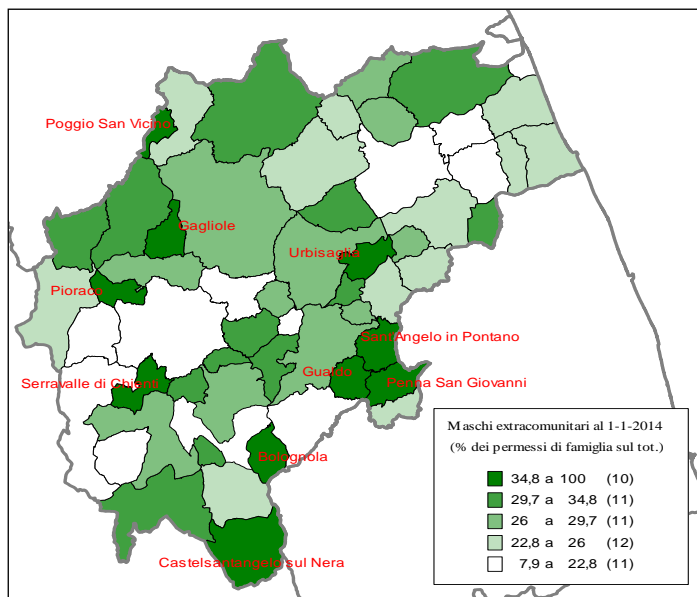 Poggio San Vicino
Gagliole
Urbisaglia
Pioraco
Sant'Angelo in Pontano
Serravalle di Chienti
Gualdo
Penna San Giovanni
Bolognola
Castelsantangelo sul Nera
Maschi extracomunitari al 1-1-2014
(% dei permessi di famiglia sul tot.)
34,8 a 100 (10)
29,7 a 34,8 (11)
26 a 29,7 (11)
22,8 a 26 (12)
7,9 a 22,8 (11)